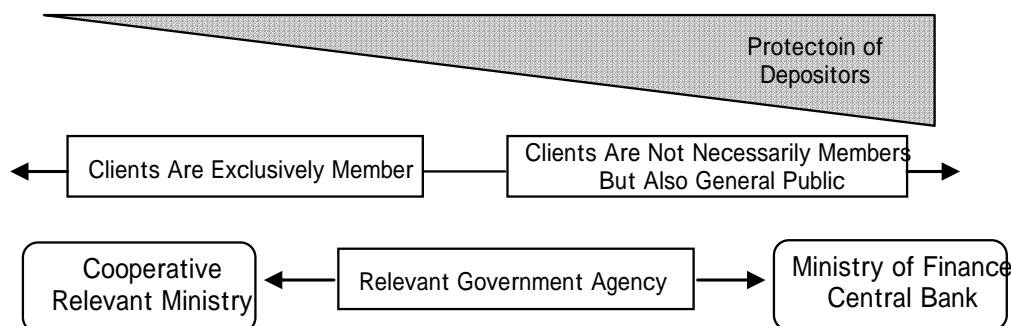 Protectoin of
Depositors
Clients Are Exclusively Member
Clients Are Not Necessarily Members
But Also General Public
Cooperative
Relevant Ministry
Relevant Government Agency
Ministry of Finance
Central Bank